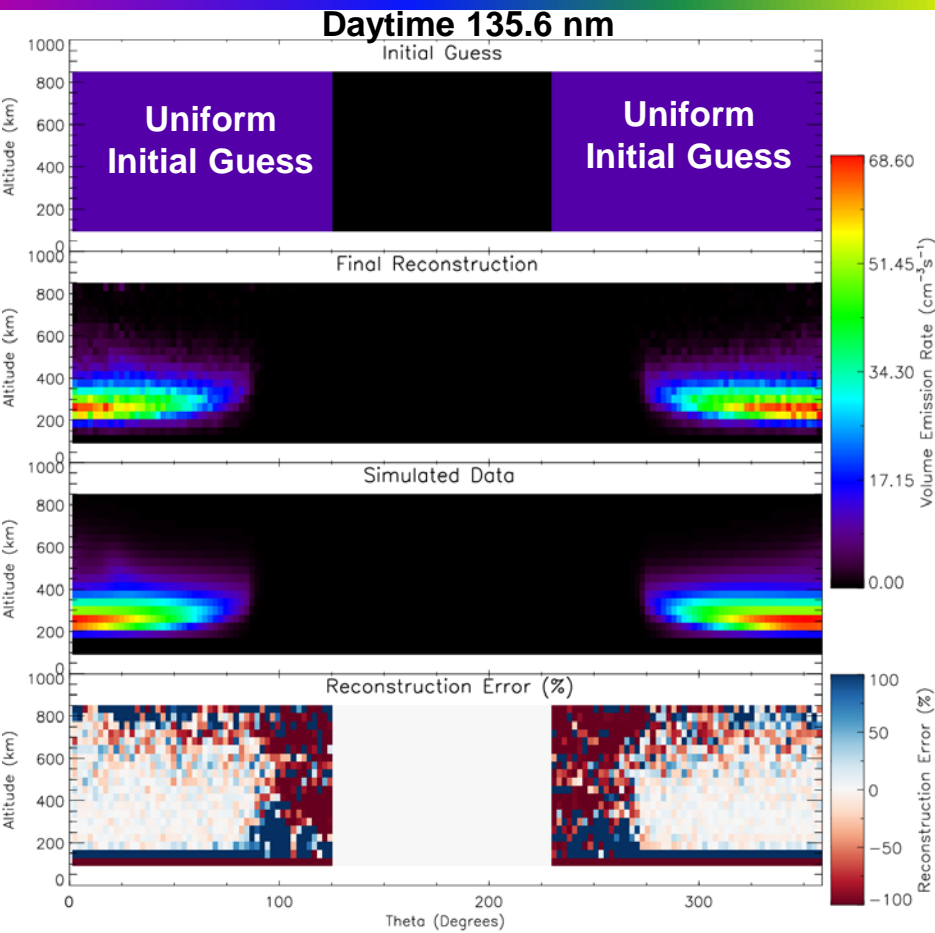 Daytime 135.6 nm
Initial Guess
1000
800
600
400
200
0
Altitude (km)
Uniform
Initial Guess
Uniform
Initial Guess
Final Reconstruction
1000
800
600
400
200
0
Altitude (km)
Simulated Data
1000
800
600
400
200
0
Altitude (km)
68.60
51.45
34.30
17.15
0.00
Volume Emission Rate (cm⁻³s⁻¹)
Reconstruction Error (%)
1000
800
600
400
200
0
Altitude (km)
0 100 200 300
Theta (Degrees)
100
50
0
−50
−100
Reconstruction Error (%)